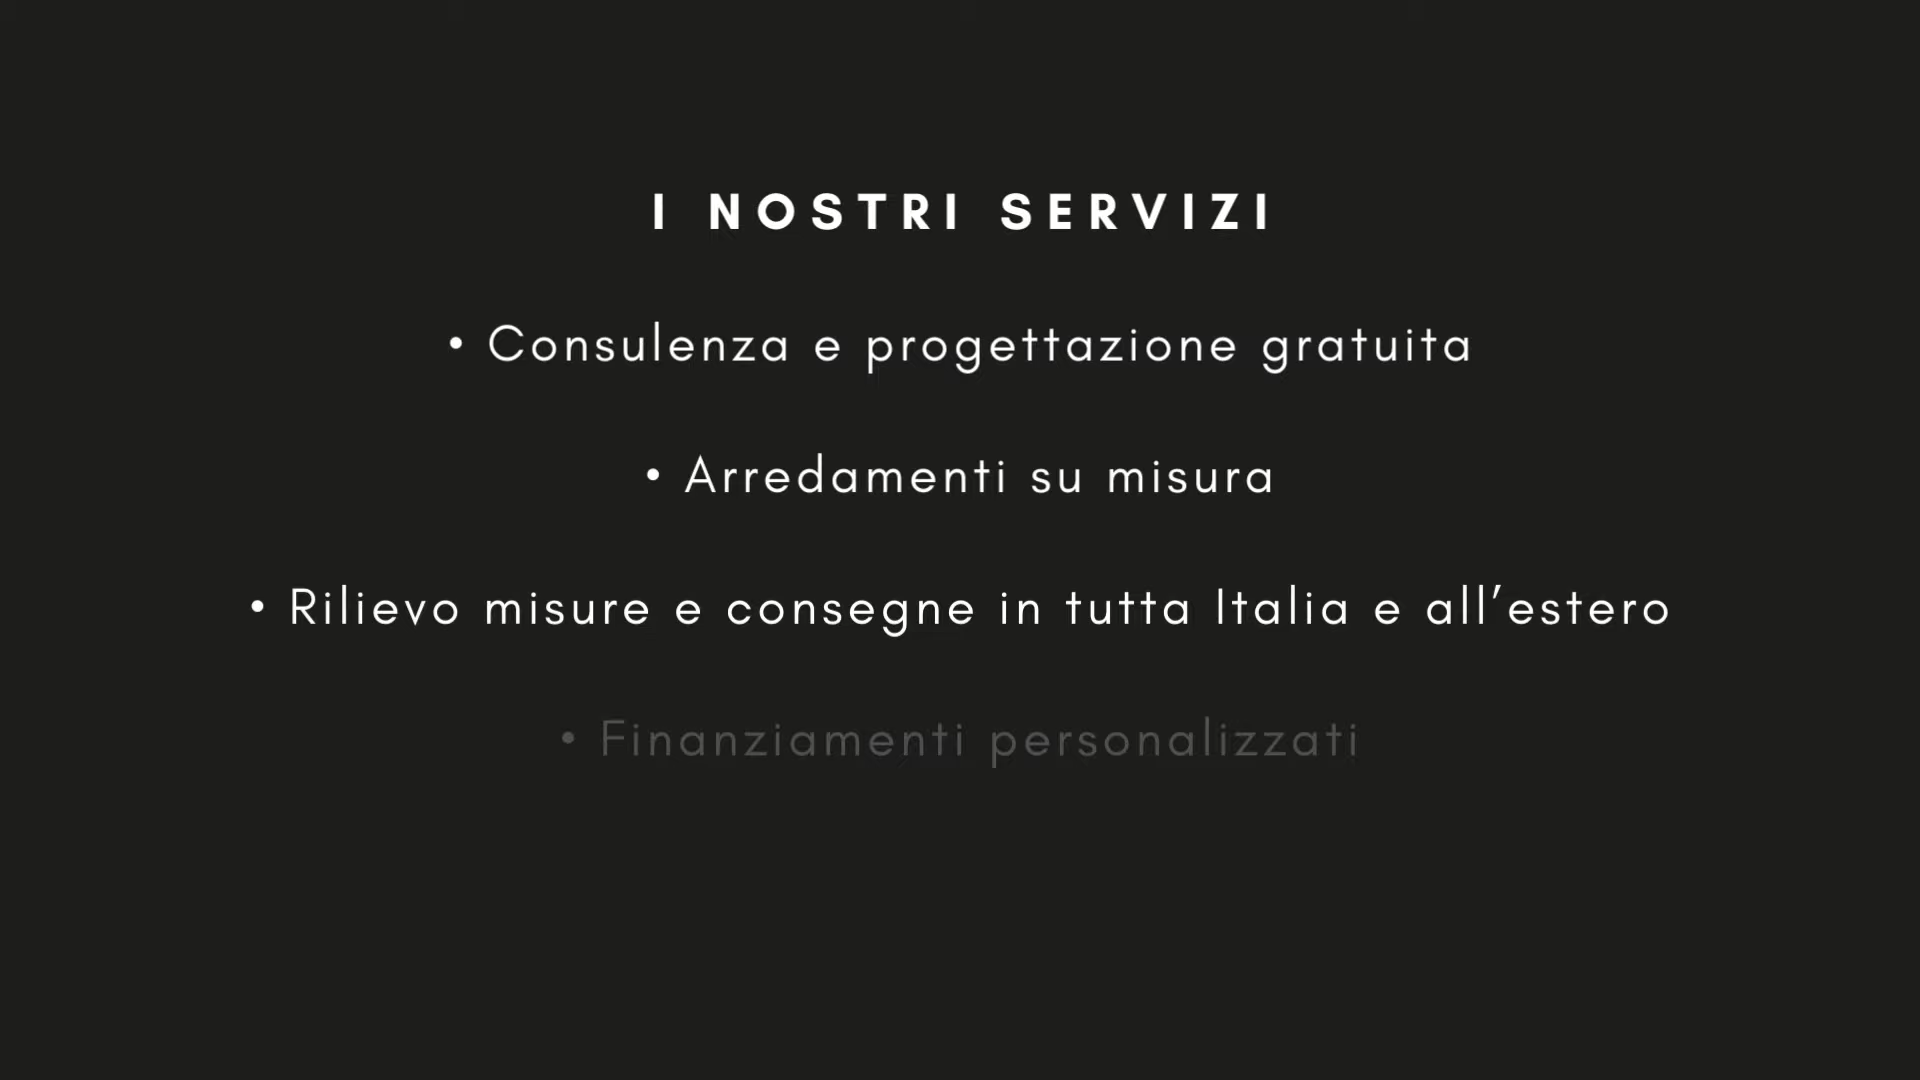 I NOSTRI SERVIZI
• Consulenza e progettazione gratuita
• Arredamenti su misura
• Rilievo misure e consegne in tutta Italia e all’estero
• Finanziamenti personalizzati